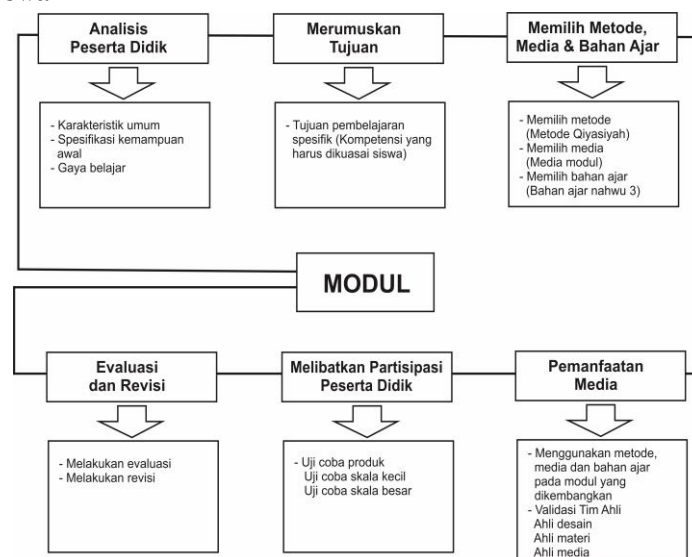 Analisis
Peserta Didik
Merumuskan
Tujuan
Memilih Metode,
Media & Bahan Ajar
- Karakteristik umum
- Spesifikasi kemampuan
awal
- Gaya belajar
- Tujuan pembelajaran
spesifik (Kompetensi yang
harus dikuasai siswa)
- Memilih metode
(Metode Qiyasiyah)
- Memilih media
(Media modul)
- Memilih bahan ajar
(Bahan ajar nahwu 3)
MODUL
Evaluasi
dan Revisi
Melibatkan Partisipasi
Peserta Didik
Pemanfaatan
Media
- Melakukan evaluasi
- Melakukan revisi
- Uji coba produk
Uji coba skala kecil
Uji coba skala besar
- Menggunakan metode,
media dan bahan ajar
pada modul yang
dikembangkan
- Validasi Tim Ahli
Ahli desain
Ahli materi
Ahli media